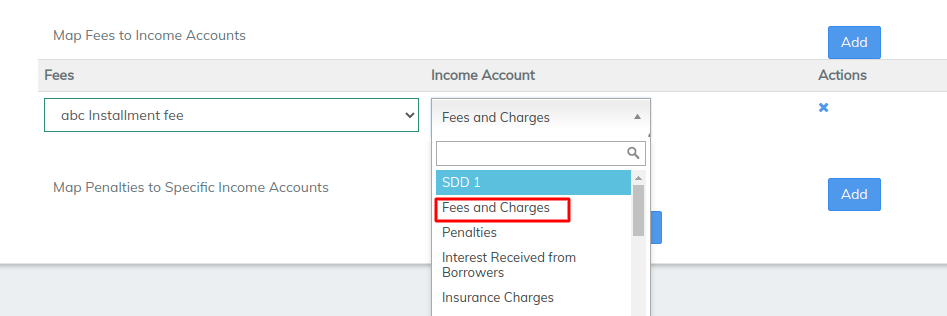 Map Fees to Income Accounts
Add
Fees Income Account Actions
abc Installment fee
Fees and Charges
SDD 1
Fees and Charges
Penalties
Interest Received from
Borrowers
Insurance Charges
Map Penalties to Specific Income Accounts
Add